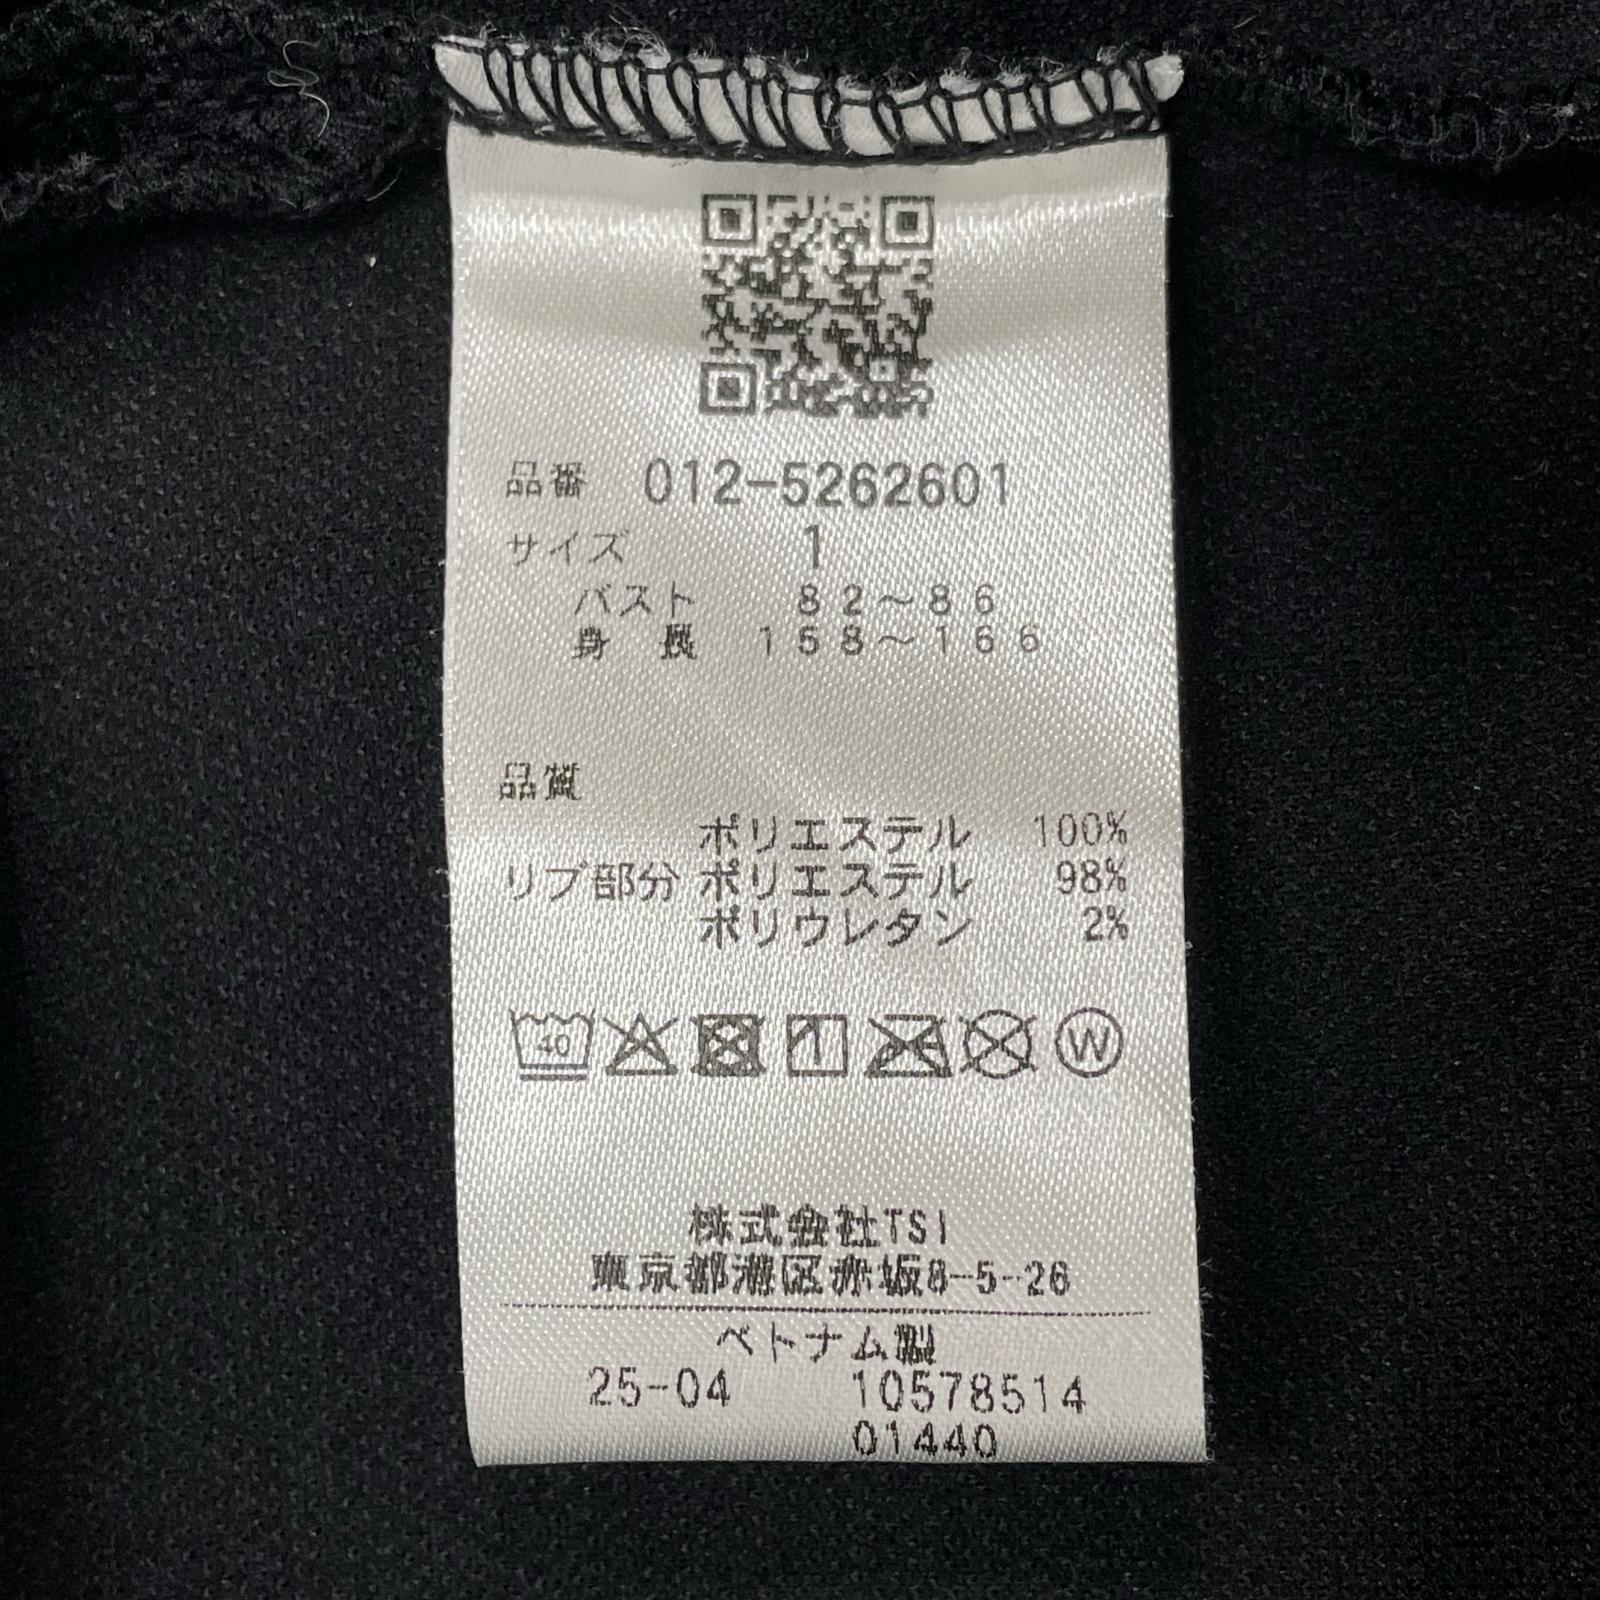 品番 012-5262601
サイズ 1
バスト 82～86
身長 158～166
品質
ポリエステル 100%
リブ部分 ポリエステル 98%
ポリウレタン 2%
40 W
株式会社TSI
東京都港区赤坂8-5-26
ベトナム製
25-04 10578514
01440